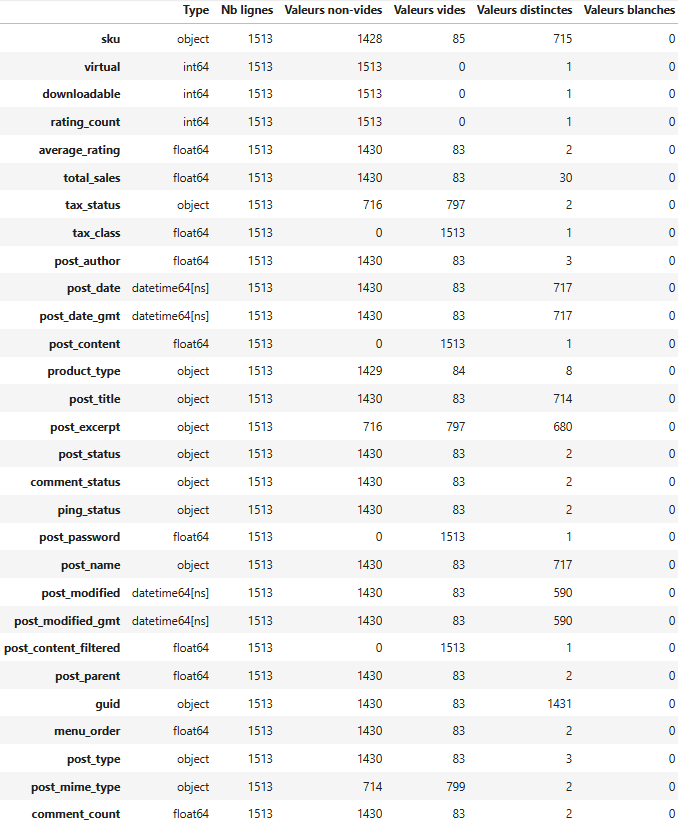 Type Nb lignes Valeurs non-vides Valeurs vides Valeurs distinctes Valeurs blanches
sku object 1513 1428 85 715 0
virtual int64 1513 1513 0 1 0
downloadable int64 1513 1513 0 1 0
rating_count int64 1513 1513 0 1 0
average_rating float64 1513 1430 83 2 0
total_sales float64 1513 1430 83 30 0
tax_status object 1513 716 797 2 0
tax_class float64 1513 0 1513 1 0
post_author float64 1513 1430 83 3 0
post_date datetime64[ns] 1513 1430 83 717 0
post_date_gmt datetime64[ns] 1513 1430 83 717 0
post_content float64 1513 0 1513 1 0
product_type object 1513 1429 84 8 0
post_title object 1513 1430 83 714 0
post_excerpt object 1513 716 797 680 0
post_status object 1513 1430 83 2 0
comment_status object 1513 1430 83 2 0
ping_status object 1513 1430 83 2 0
post_password float64 1513 0 1513 1 0
post_name object 1513 1430 83 717 0
post_modified datetime64[ns] 1513 1430 83 590 0
post_modified_gmt datetime64[ns] 1513 1430 83 590 0
post_content_filtered float64 1513 0 1513 1 0
post_parent float64 1513 1430 83 2 0
guid object 1513 1430 83 1431 0
menu_order float64 1513 1430 83 2 0
post_type object 1513 1430 83 3 0
post_mime_type object 1513 714 799 2 0
comment_count float64 1513 1430 83 2 0